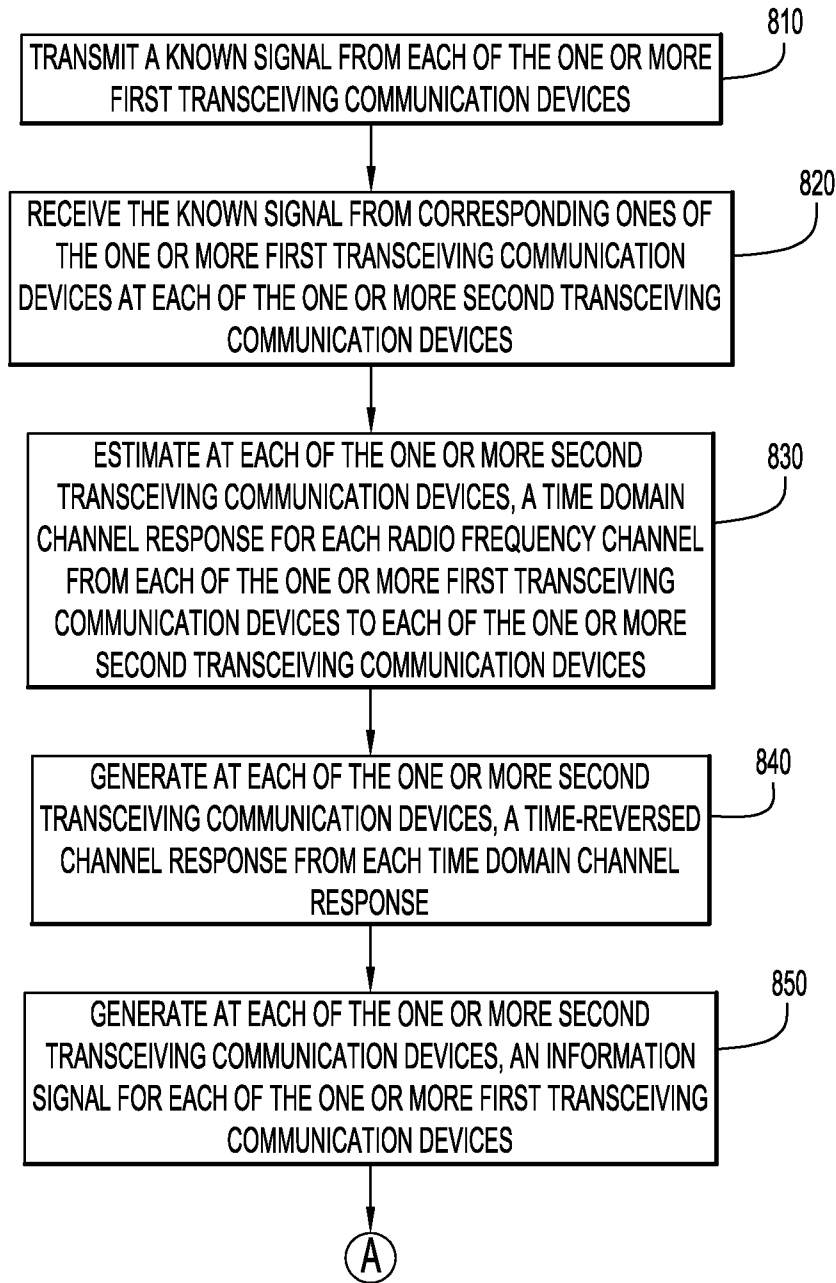 810
TRANSMIT A KNOWN SIGNAL FROM EACH OF THE ONE OR MORE
FIRST TRANSCEIVING COMMUNICATION DEVICES
820
RECEIVE THE KNOWN SIGNAL FROM CORRESPONDING ONES OF
THE ONE OR MORE FIRST TRANSCEIVING COMMUNICATION
DEVICES AT EACH OF THE ONE OR MORE SECOND TRANSCEIVING
COMMUNICATION DEVICES
830
ESTIMATE AT EACH OF THE ONE OR MORE SECOND
TRANSCEIVING COMMUNICATION DEVICES, A TIME DOMAIN
CHANNEL RESPONSE FOR EACH RADIO FREQUENCY CHANNEL
FROM EACH OF THE ONE OR MORE FIRST TRANSCEIVING
COMMUNICATION DEVICES TO EACH OF THE ONE OR MORE
SECOND TRANSCEIVING COMMUNICATION DEVICES
840
GENERATE AT EACH OF THE ONE OR MORE SECOND
TRANSCEIVING COMMUNICATION DEVICES, A TIME-REVERSED
CHANNEL RESPONSE FROM EACH TIME DOMAIN CHANNEL
RESPONSE
850
GENERATE AT EACH OF THE ONE OR MORE SECOND
TRANSCEIVING COMMUNICATION DEVICES, AN INFORMATION
SIGNAL FOR EACH OF THE ONE OR MORE FIRST TRANSCEIVING
COMMUNICATION DEVICES
A